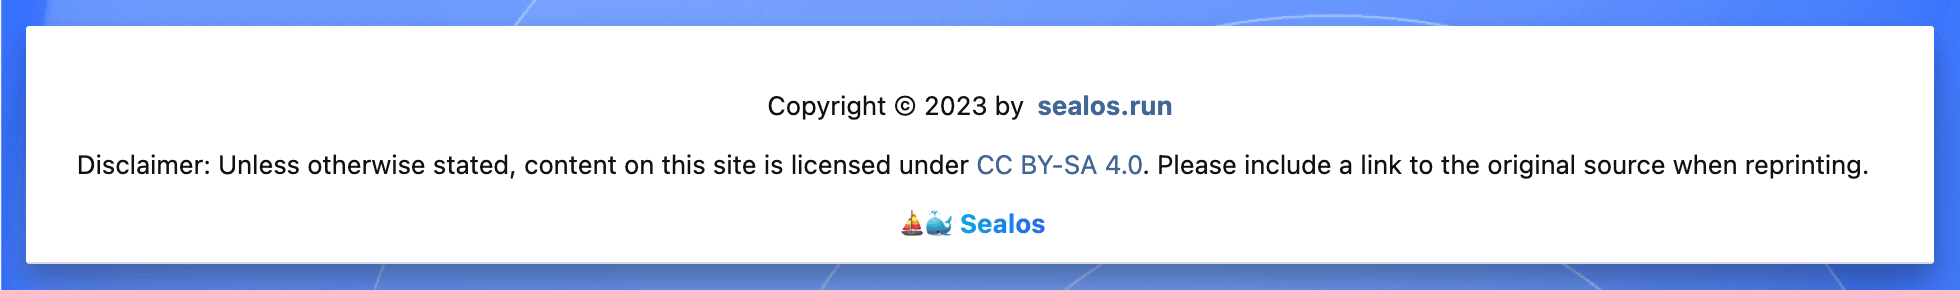 Copyright © 2023 by sealos.run
Disclaimer: Unless otherwise stated, content on this site is licensed under CC BY-SA 4.0. Please include a link to the original source when reprinting.
⛵🐳 Sealos